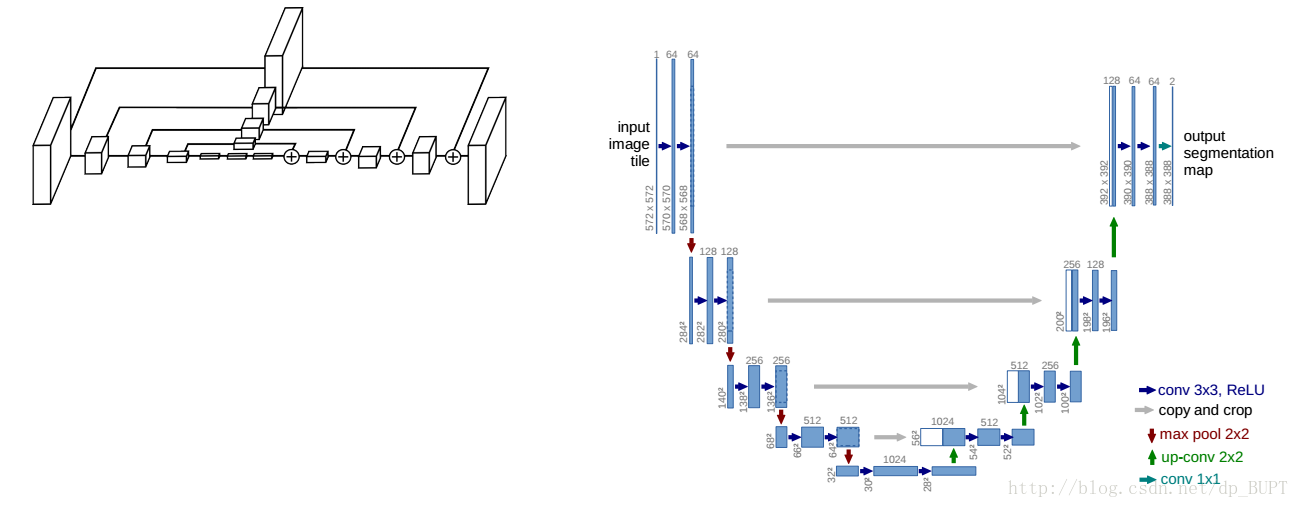 1 64 64
128 64 64 2
input
image
tile
output
segmentation
map
572 x 572
570 x 570
568 x 568
392 x 392
390 x 390
388 x 388
388 x 388
128 128
256 128
284²
282²
280²
200²
198²
196²
256 256
512 256
140²
138²
136²
104²
102²
100²
512 512
1024 512
68²
66²
64²
56²
54²
52²
1024
32²
30²
28²
conv 3x3, ReLU
copy and crop
max pool 2x2
up-conv 2x2
conv 1x1
http://blog.csdn.net/dp_BUPT